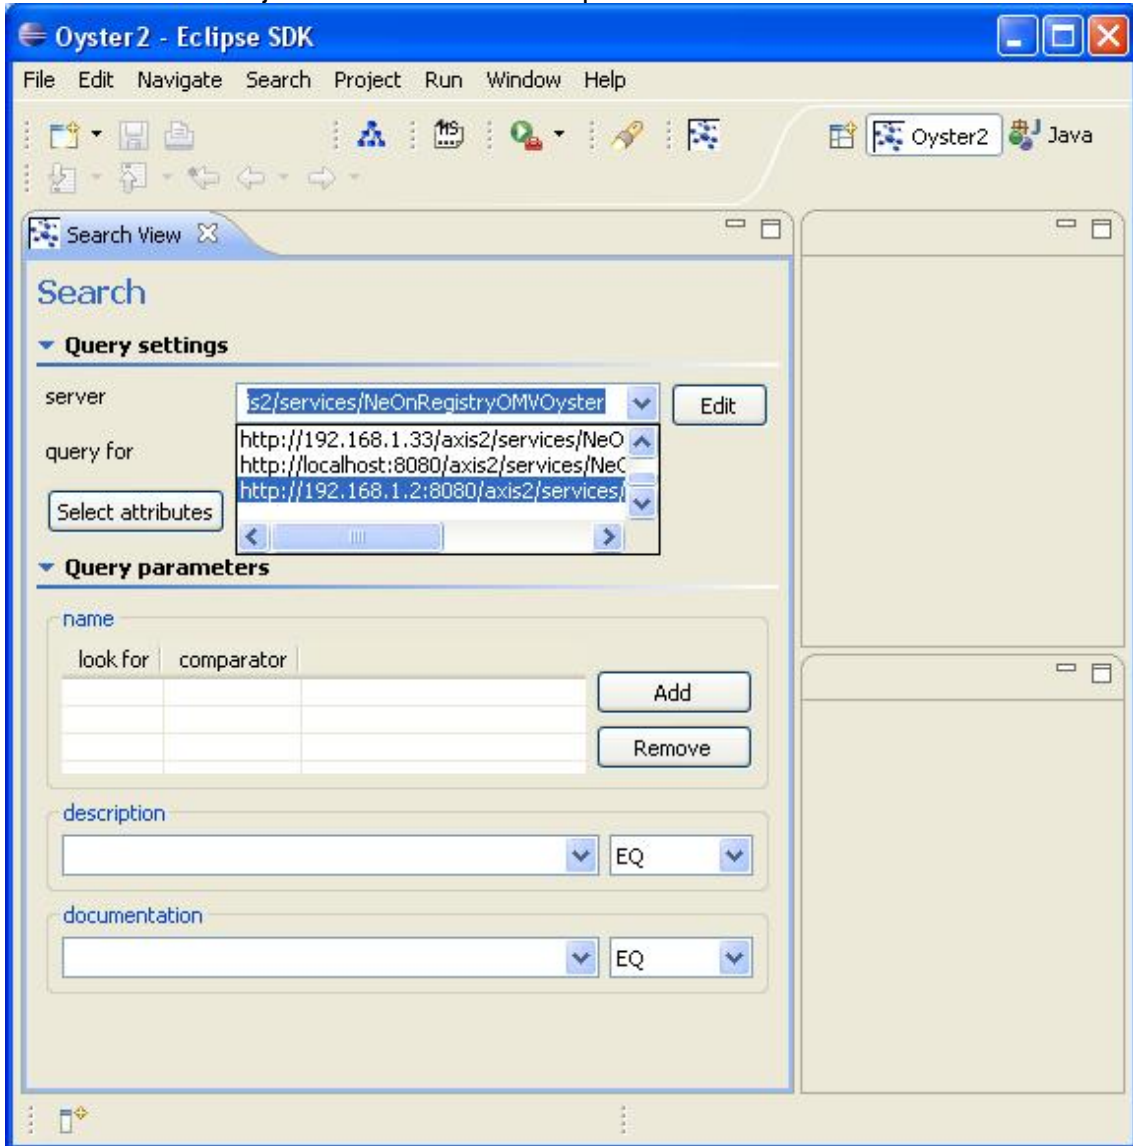 Oyster2 - Eclipse SDK
File Edit Navigate Search Project Run Window Help
Oyster2 Java
Search View
Search
Query settings
server is2/services/NeOnRegistryOMVOyster Edit
query for
http://192.168.1.33/axis2/services/NeO
http://localhost:8080/axis2/services/NeO
http://192.168.1.2:8080/axis2/services/
Select attributes
Query parameters
name
look for comparator
Add
Remove
description
EQ
documentation
EQ